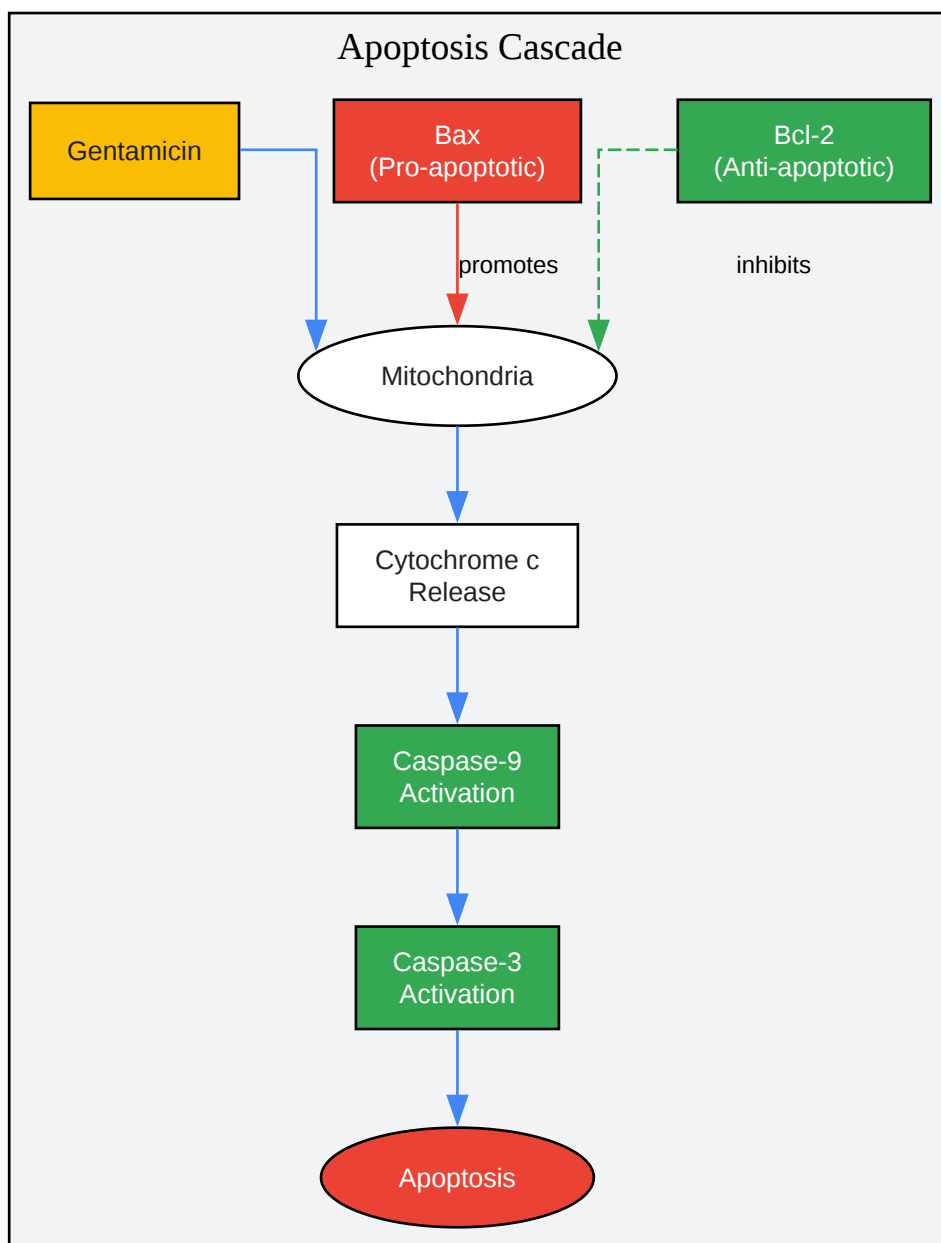 Apoptosis Cascade
Gentamicin
Bax
(Pro-apoptotic)
Bcl-2
(Anti-apoptotic)
promotes
inhibits
Mitochondria
Cytochrome c
Release
Caspase-9
Activation
Caspase-3
Activation
Apoptosis